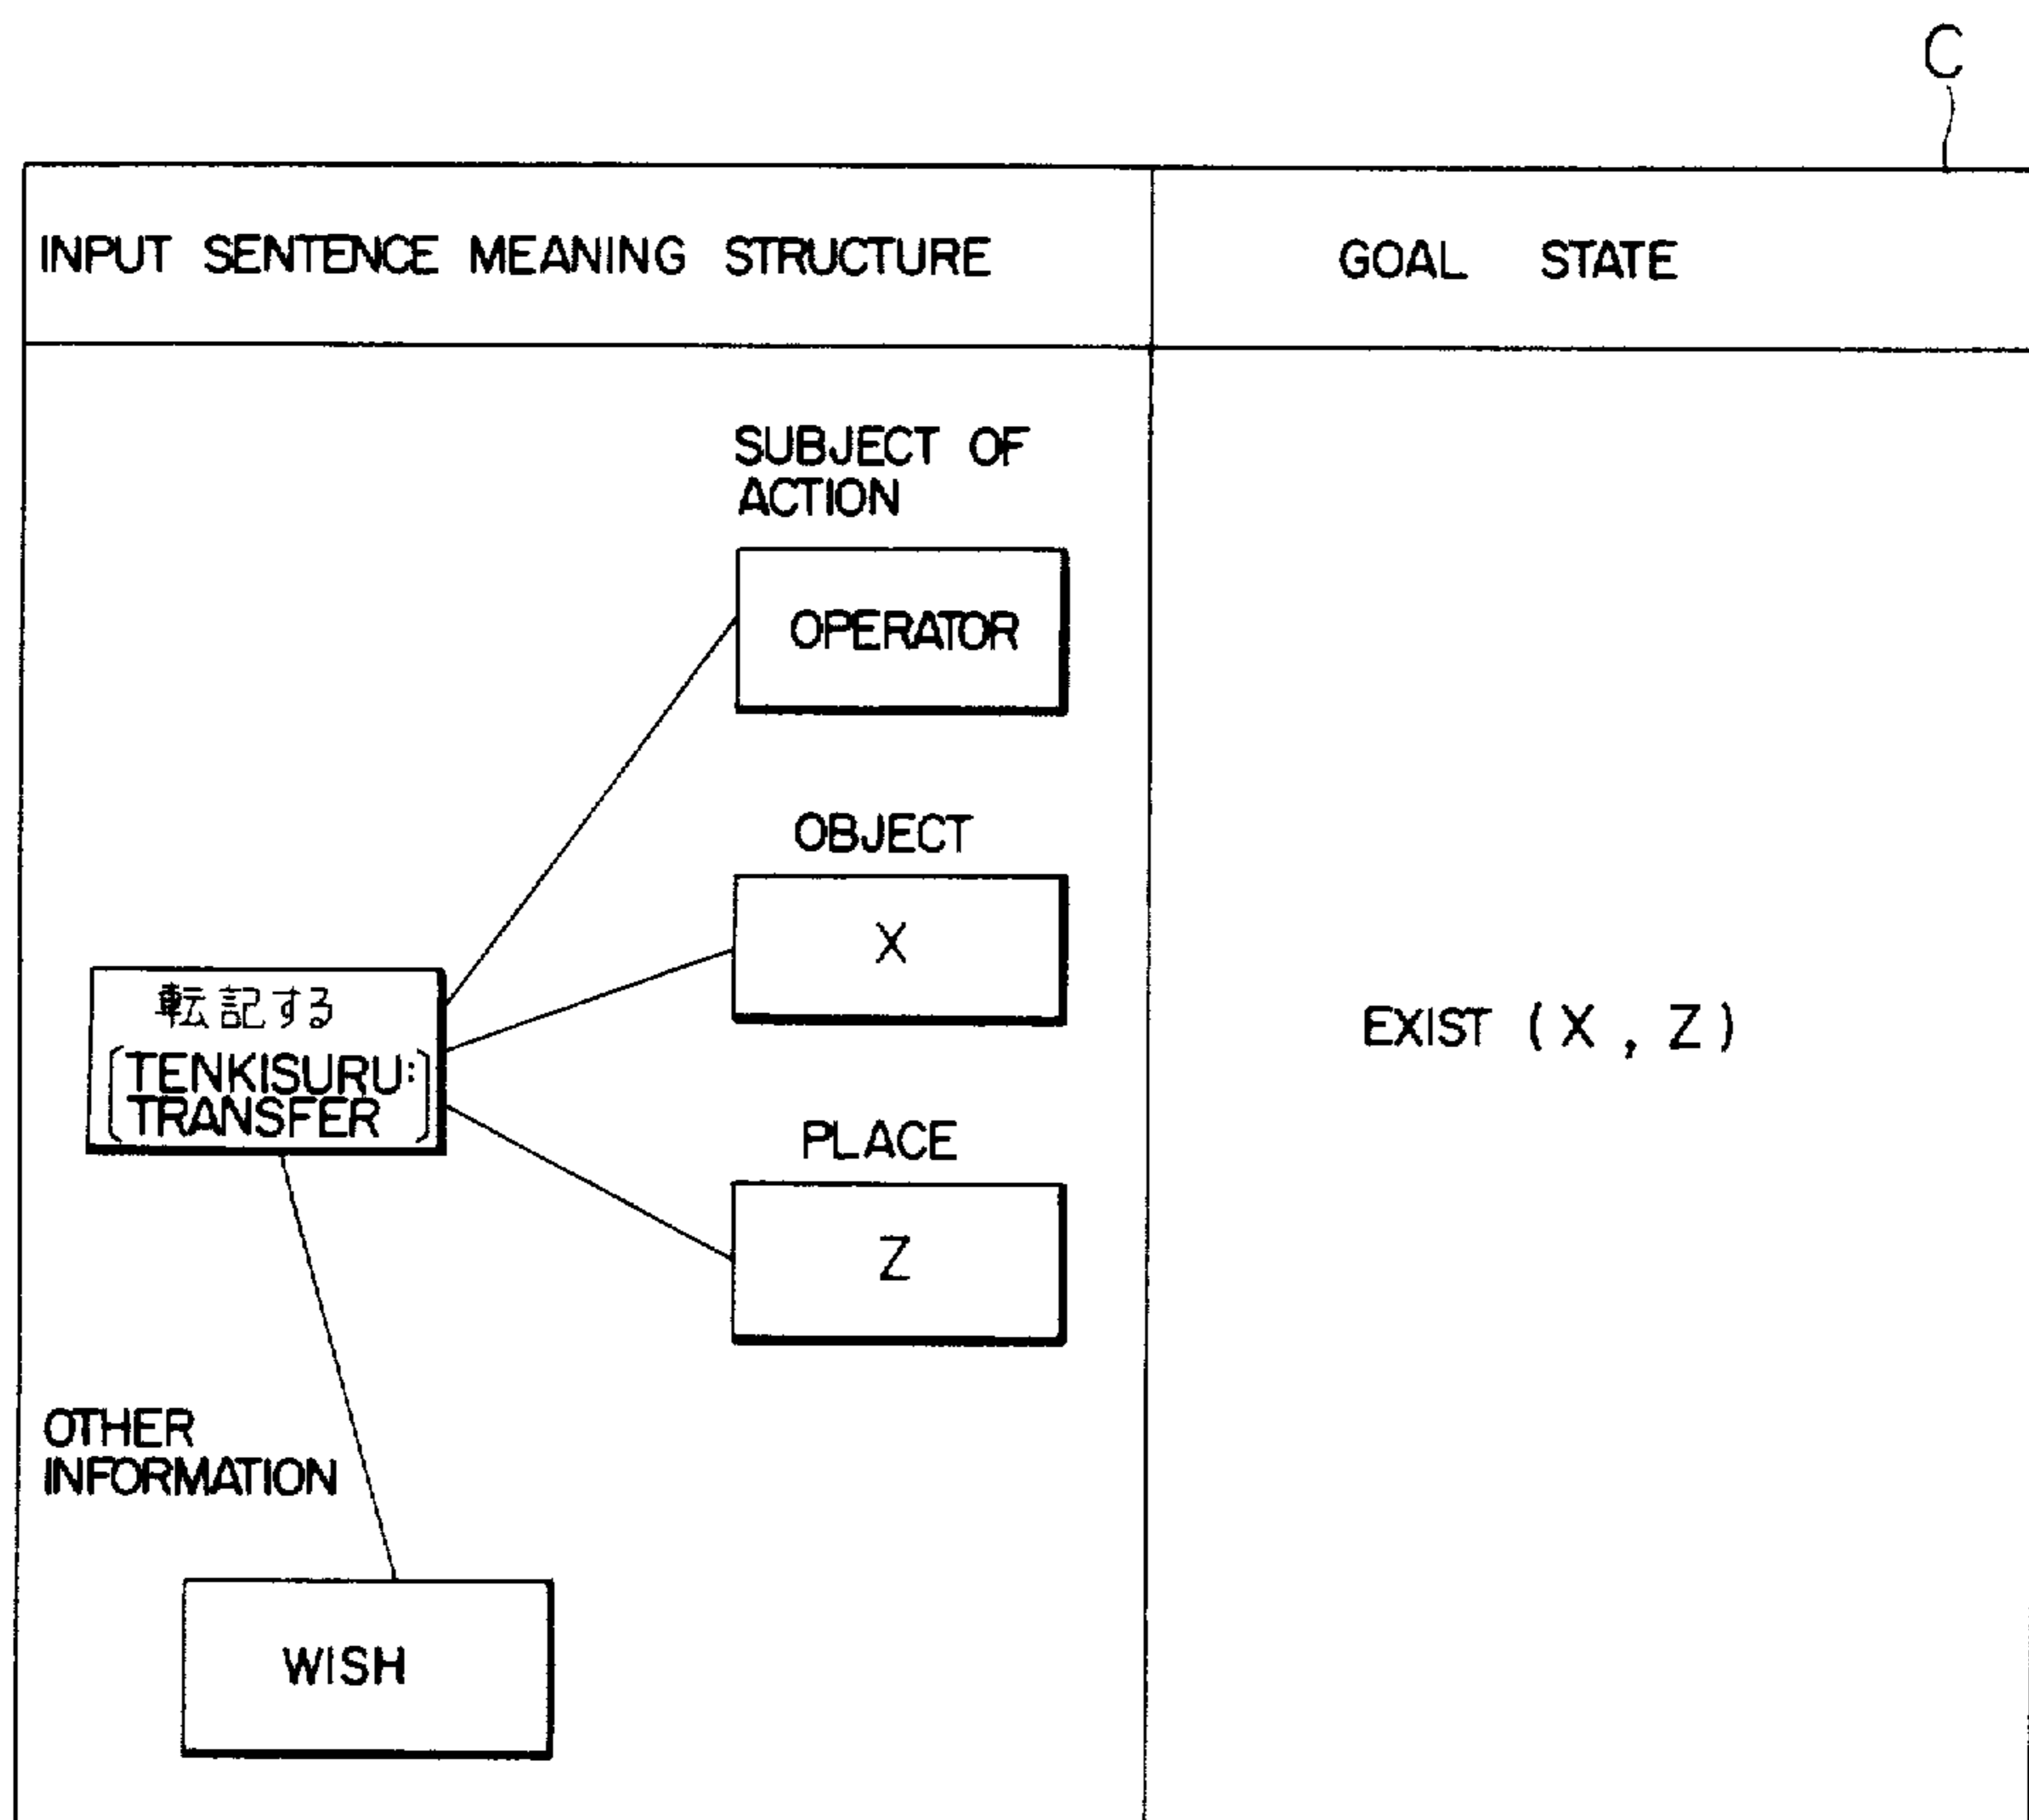 C
INPUT SENTENCE MEANING STRUCTURE
GOAL STATE
SUBJECT OF
ACTION
OPERATOR
OBJECT
X
転記する
[TENKISURU:
TRANSFER]
EXIST (X, Z)
PLACE
Z
OTHER
INFORMATION
WISH